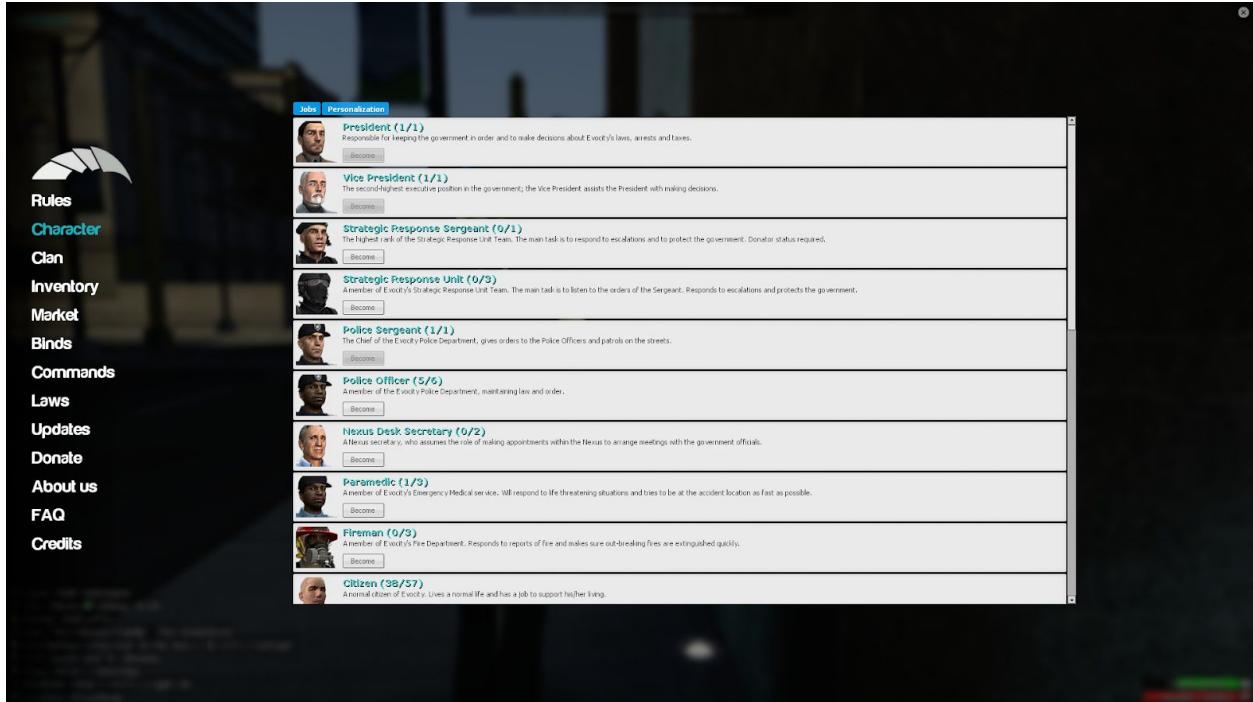 Rules
Character
Clan
Inventory
Market
Binds
Commands
Laws
Updates
Donate
About us
FAQ
Credits
Jobs Personalization
President (1/1)
Responsible for keeping the government in order and to make decisions about Evocity's laws, arrests and taxes.
Become
Vice President (1/1)
The second-highest executive position in the government; the Vice President assists the President with making decisions.
Become
Strategic Response Sergeant (0/1)
The highest rank of the Strategic Response Unit Team. The main task is to respond to escalations and to protect the government. Donator status required.
Become
Strategic Response Unit (0/3)
A member of Evocity's Strategic Response Unit Team. The main task is to listen to the orders of the Sergeant. Responds to escalations and protects the government.
Become
Police Sergeant (1/1)
The Chief of the Evocity Police Department, gives orders to the Police Officers and patrols on the streets.
Become
Police Officer (5/6)
A member of the Evocity Police Department, maintaining law and order.
Become
Nexus Desk Secretary (0/2)
A Nexus secretary, who assumes the role of making appointments within the Nexus to arrange meetings with the government officials.
Become
Paramedic (1/3)
A member of Evocity's Emergency Medical service. Will respond to life threatening situations and tries to be at the accident location as fast as possible.
Become
Fireman (0/3)
A member of Evocity's Fire Department. Responds to reports of fire and makes sure out-breaking fires are extinguished quickly.
Become
Citizen (38/57)
A normal citizen of Evocity. Lives a normal life and has a job to support his/her living.